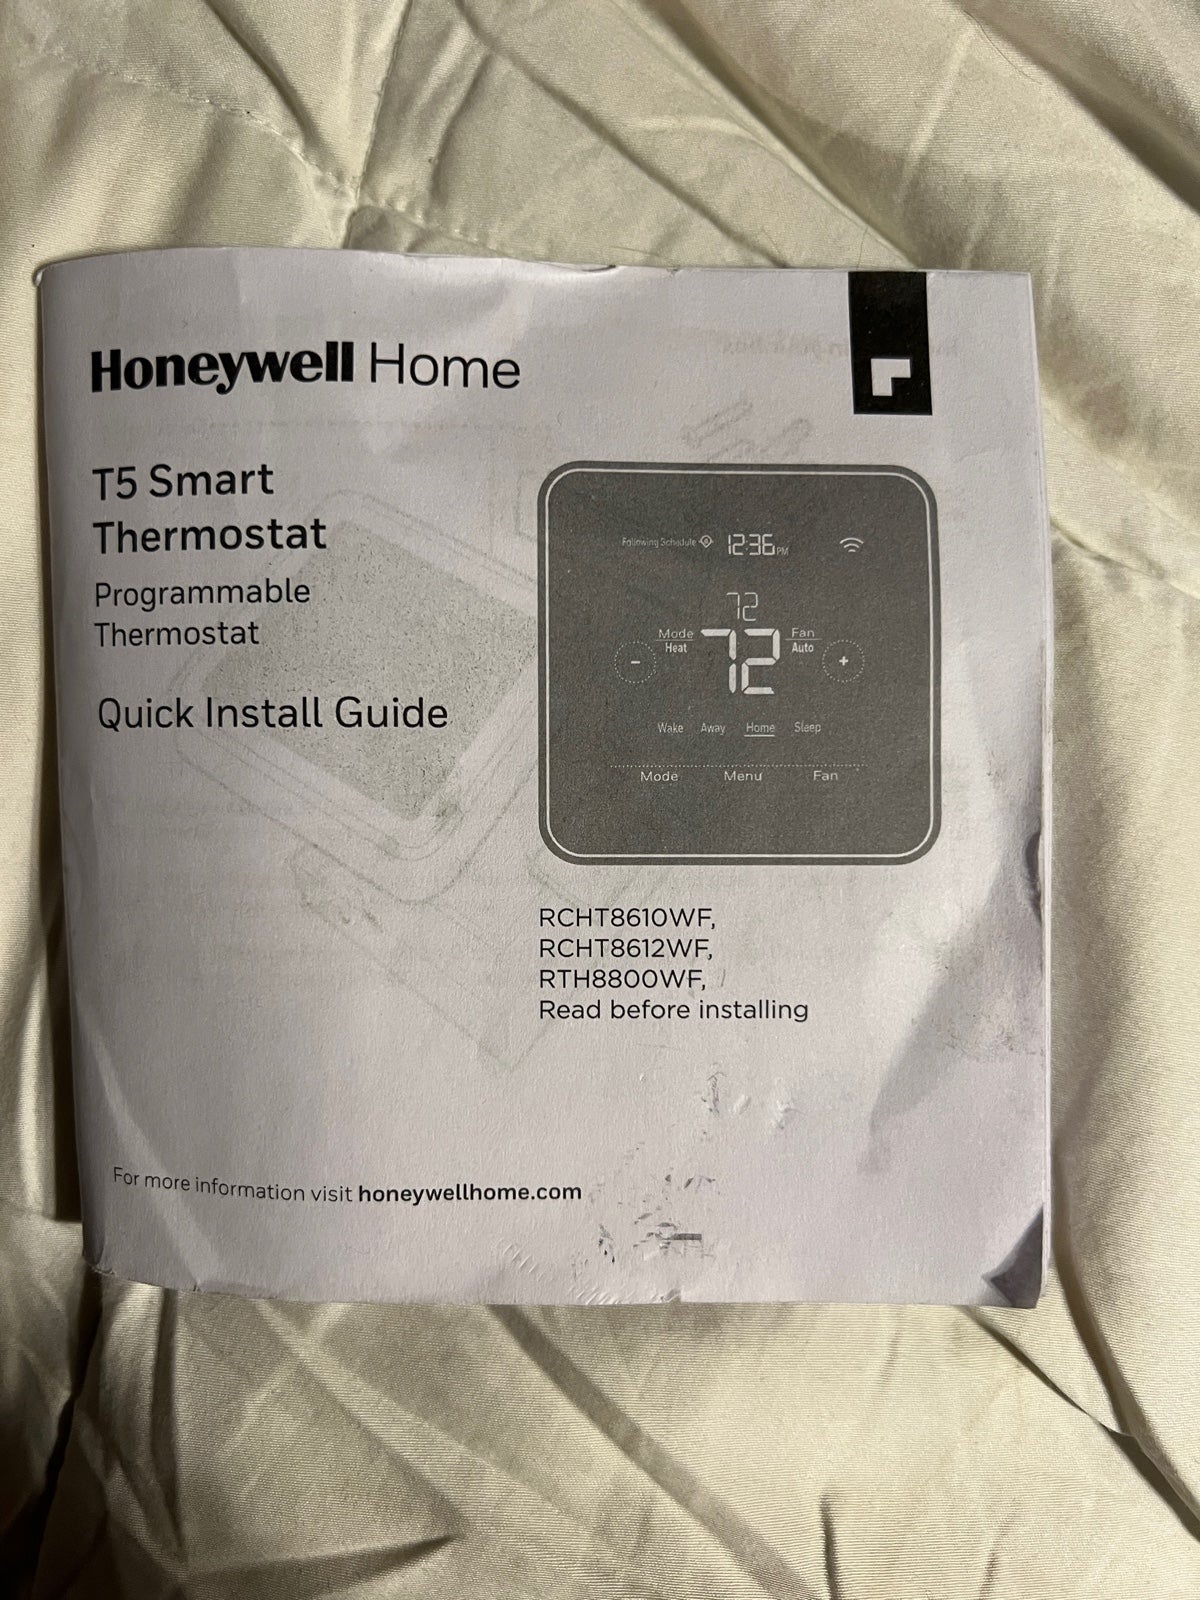 Honeywell Home
T5 Smart
Thermostat
Programmable
Thermostat
Quick Install Guide
Following Schedule 12:36 PM
72
Mode
Heat
72
Fan
Auto
- +
Wake Away Home Sleep
Mode Menu Fan
RCHT8610WF,
RCHT8612WF,
RTH8800WF,
Read before installing
For more information visit honeywellhome.com